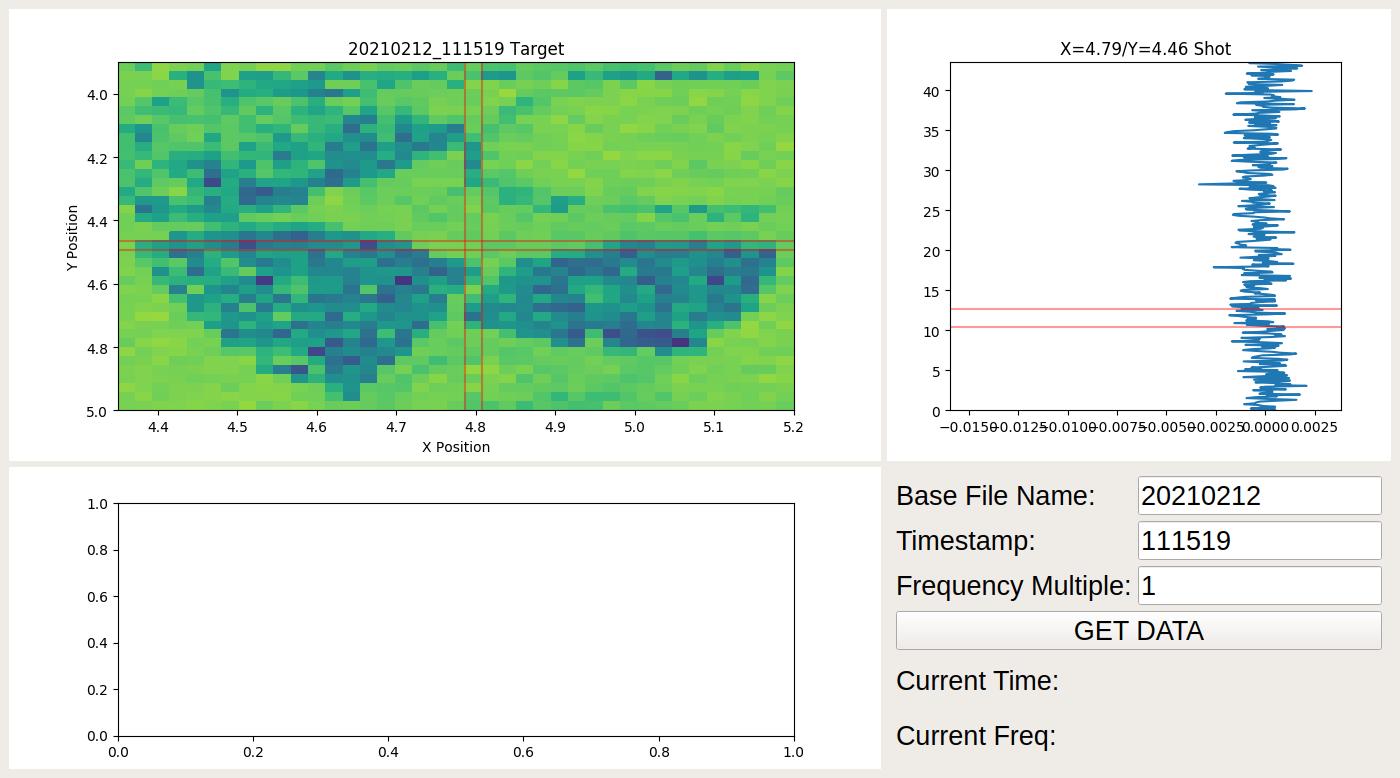 20210212_111519 Target
4.0
4.2
4.4
4.6
4.8
5.0
Y Position
4.4 4.5 4.6 4.7 4.8 4.9 5.0 5.1 5.2
X Position
X=4.79/Y=4.46 Shot
40
35
30
25
20
15
10
5
0
−0.0150−0.0125−0.0100−0.0075−0.0050−0.0025 0.0000 0.0025
1.0
0.8
0.6
0.4
0.2
0.0
0.0 0.2 0.4 0.6 0.8 1.0
Base File Name: 20210212
Timestamp: 111519
Frequency Multiple: 1
GET DATA
Current Time:
Current Freq: